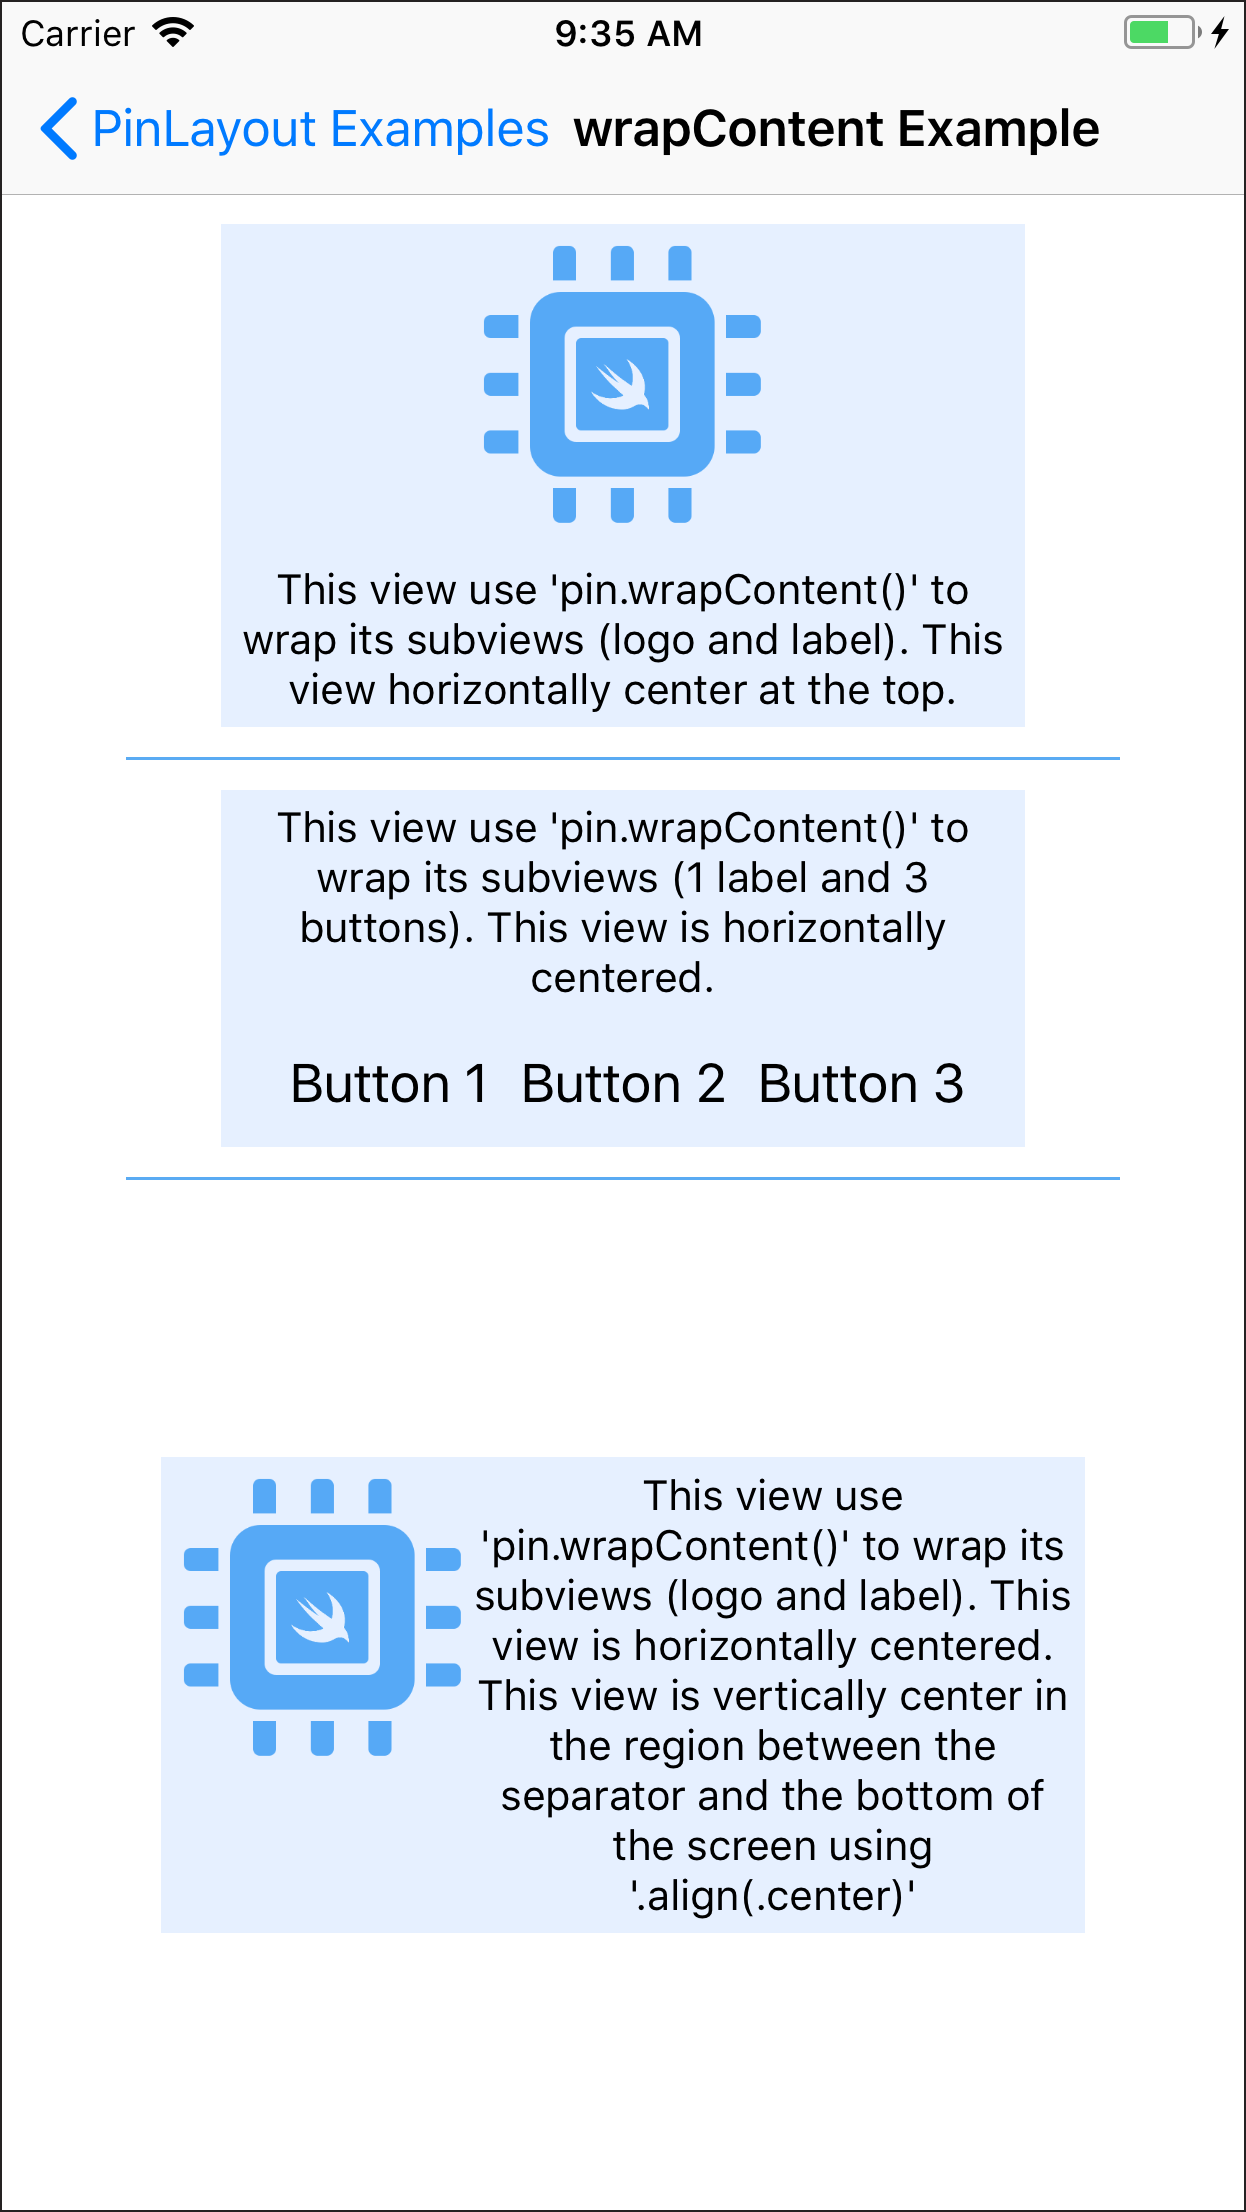 Carrier 9:35 AM
PinLayout Examples wrapContent Example
This view use 'pin.wrapContent()' to
wrap its subviews (logo and label). This
view horizontally center at the top.
This view use 'pin.wrapContent()' to
wrap its subviews (1 label and 3
buttons). This view is horizontally
centered.
Button 1 Button 2 Button 3
This view use
'pin.wrapContent()' to wrap its
subviews (logo and label). This
view is horizontally centered.
This view is vertically center in
the region between the
separator and the bottom of
the screen using
'.align(.center)'